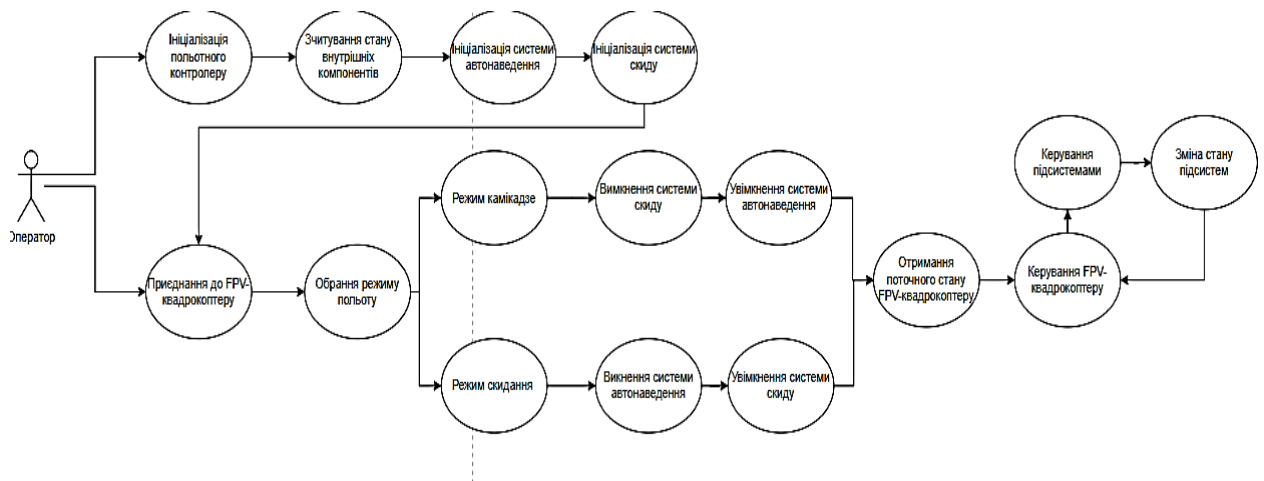 Ініціалізація
польотного
контролеру
Зчитування стану
внутрішніх
компонентів
Ініціалізація системи
автонаведення
Ініціалізація системи
скиду
Оператор
Приєднання до FPV-
квадрокоптеру
Обрання режиму
польоту
Режим камікадзе
Вимкнення системи
скиду
Увімкнення системи
автонаведення
Режим скидання
Викнення системи
автонаведення
Увімкнення системи
скиду
Отримання
поточного стану
FPV-квадрокоптеру
Керування FPV-
квадрокоптеру
Керування
підсистемами
Зміна стану
підсистем